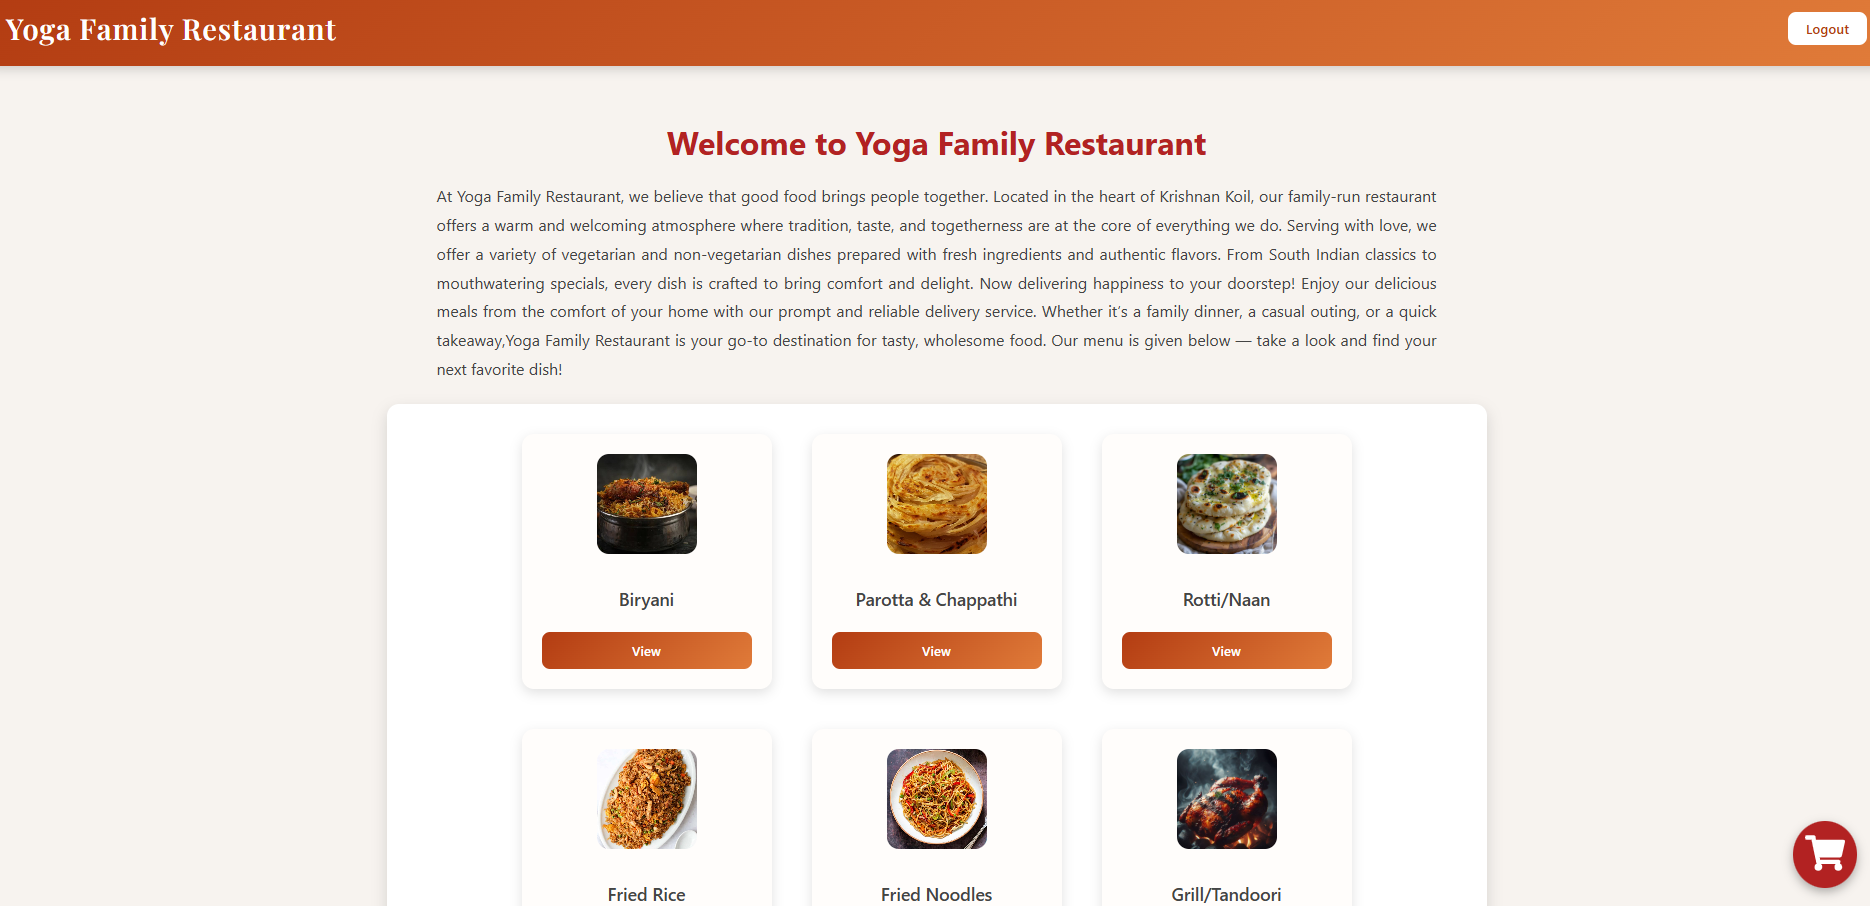 Yoga Family Restaurant
Logout
Welcome to Yoga Family Restaurant
At Yoga Family Restaurant, we believe that good food brings people together. Located in the heart of Krishnan Koil, our family-run restaurant
offers a warm and welcoming atmosphere where tradition, taste, and togetherness are at the core of everything we do. Serving with love, we
offer a variety of vegetarian and non-vegetarian dishes prepared with fresh ingredients and authentic flavors. From South Indian classics to
mouthwatering specials, every dish is crafted to bring comfort and delight. Now delivering happiness to your doorstep! Enjoy our delicious
meals from the comfort of your home with our prompt and reliable delivery service. Whether it’s a family dinner, a casual outing, or a quick
takeaway,Yoga Family Restaurant is your go-to destination for tasty, wholesome food. Our menu is given below — take a look and find your
next favorite dish!
Biryani
Parotta & Chappathi
Rotti/Naan
View
View
View
Fried Rice
Fried Noodles
Grill/Tandoori